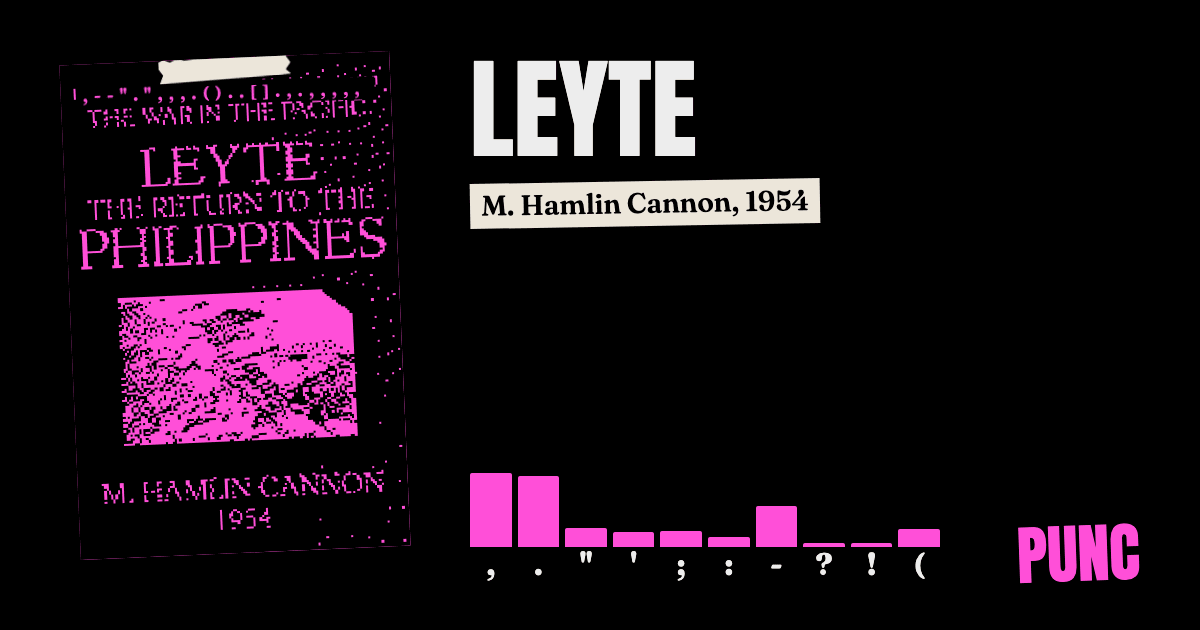 ',--".",,,.()..[].,.,,,,,
THE WAR IN THE PACIFIC
LEYTE
THE RETURN TO THE
PHILIPPINES
M. HAMLIN CANNON
1954
LEYTE
M. Hamlin Cannon, 1954
, . " ' ; : - ? ! (
PUNC